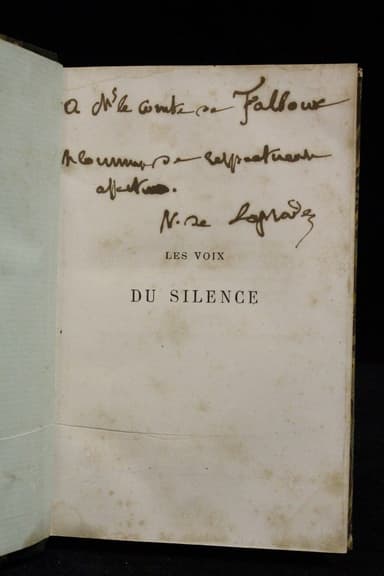 A Mr le comte de Falloux
hommage de respectueuse
affection.
V. de Laprade
LES VOIX
DU SILENCE